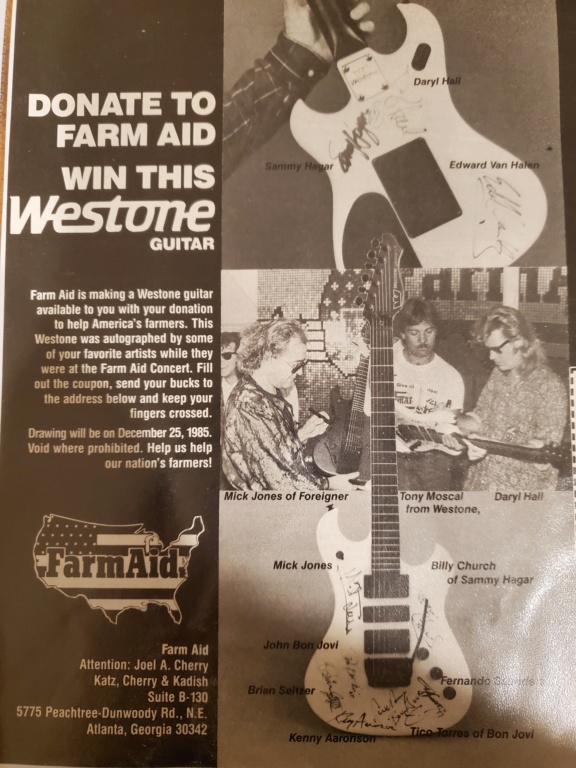 DONATE TO
FARM AID
WIN THIS
Westone
GUITAR
Farm Aid is making a Westone guitar
available to you with your donation
to help America's farmers. This
Westone was autographed by some
of your favorite artists while they
were at the Farm Aid Concert. Fill
out the coupon, send your bucks to
the address below and keep your
fingers crossed.
Drawing will be on December 25, 1985.
Void where prohibited. Help us help
our nation's farmers!
FarmAid
Farm Aid
Attention: Joel A. Cherry
Katz, Cherry & Kadish
Suite B-130
5775 Peachtree-Dunwoody Rd., N.E.
Atlanta, Georgia 30342
Daryl Hall
Sammy Hagar
Edward Van Halen
Mick Jones of Foreigner
Tony Moscal
from Westone,
Daryl Hall
Mick Jones
Billy Church
of Sammy Hagar
John Bon Jovi
Fernando
Brian Setzer
Kenny Aaronson
Tico Torres of Bon Jovi